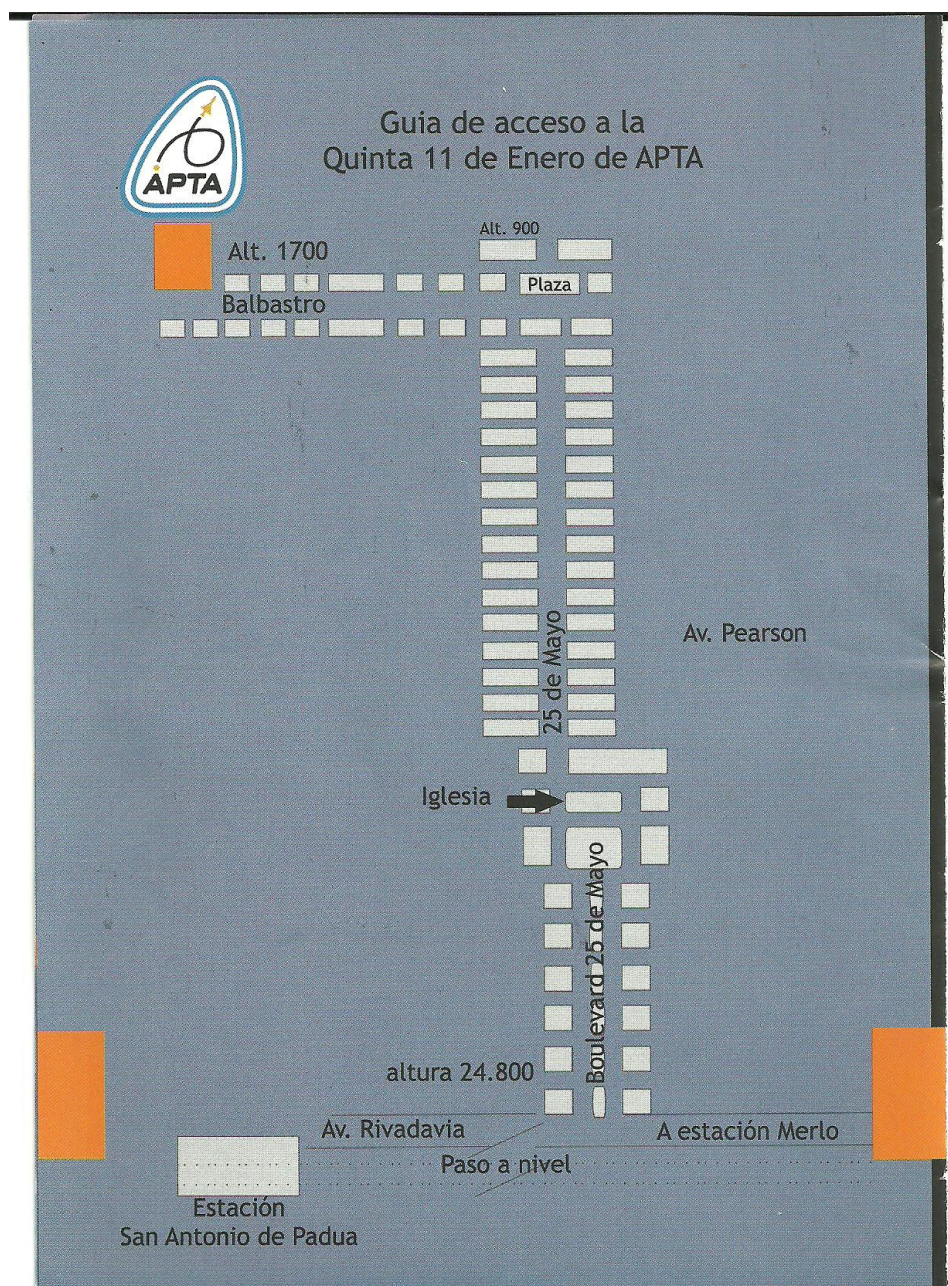 Guia de acceso a la
Quinta 11 de Enero de APTA
APTA
Alt. 900
Alt. 1700
Plaza
Balbastro
25 de Mayo
Av. Pearson
Iglesia
Boulevard 25 de Mayo
altura 24.800
Av. Rivadavia
A estación Merlo
Paso a nivel
Estación
San Antonio de Padua